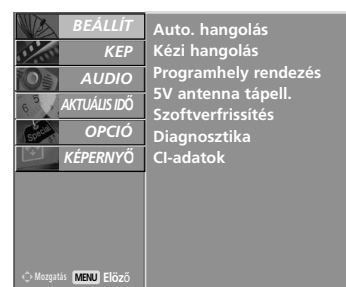 BEÁLLÍT
KEP
AUDIO
AKTUÁLIS IDŐ
OPCIÓ
KÉPERNYŐ
Auto. hangolás
Kézi hangolás
Programhely rendezés
5V antenna tápell.
Szoftverfrissítés
Diagnosztika
CI-adatok
Mozgatás MENU Előző